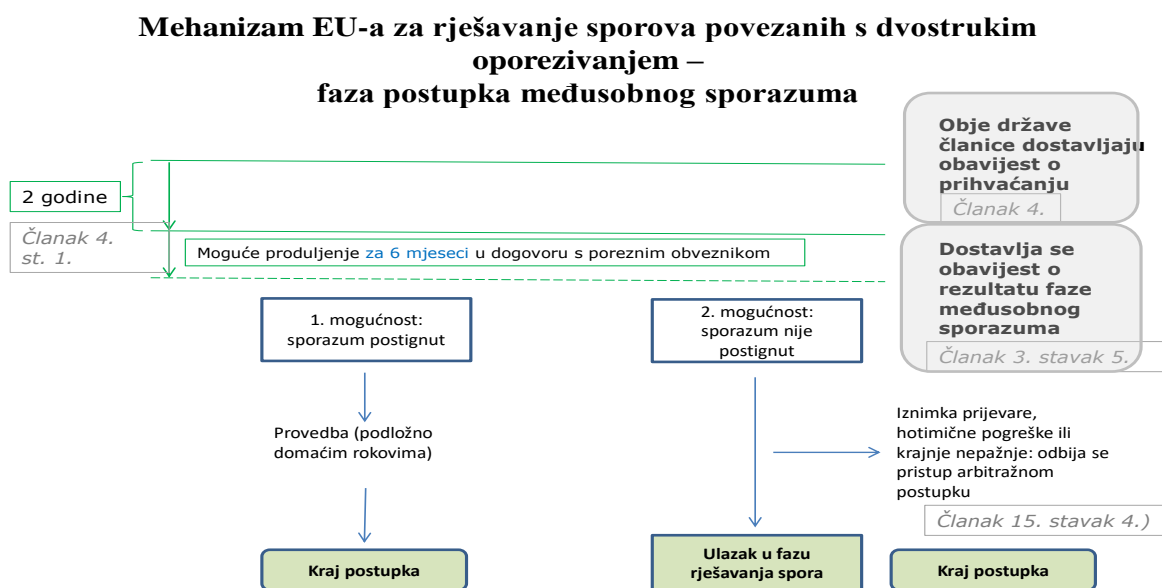 Mehanizam EU-a za rješavanje sporova povezanih s dvostrukim
oporezivanjem –
faza postupka međusobnog sporazuma
Obje države
članice dostavljaju
obavijest o
prihvaćanju
Članak 4.
2 godine
Članak 4.
st. 1.
Moguće produljenje za 6 mjeseci u dogovoru s poreznim obveznikom
Dostavlja se
obavijest o
rezultatu faze
međusobnog
sporazuma
Članak 3. stavak 5.
1. mogućnost:
sporazum postignut
2. mogućnost:
sporazum nije
postignut
Provedba (podložno
domaćim rokovima)
Iznimka prijevare,
hotimične pogreške ili
krajnje nepažnje: odbija se
pristup arbitražnom
postupku
Članak 15. stavak 4.)
Kraj postupka
Ulazak u fazu
rješavanja spora
Kraj postupka